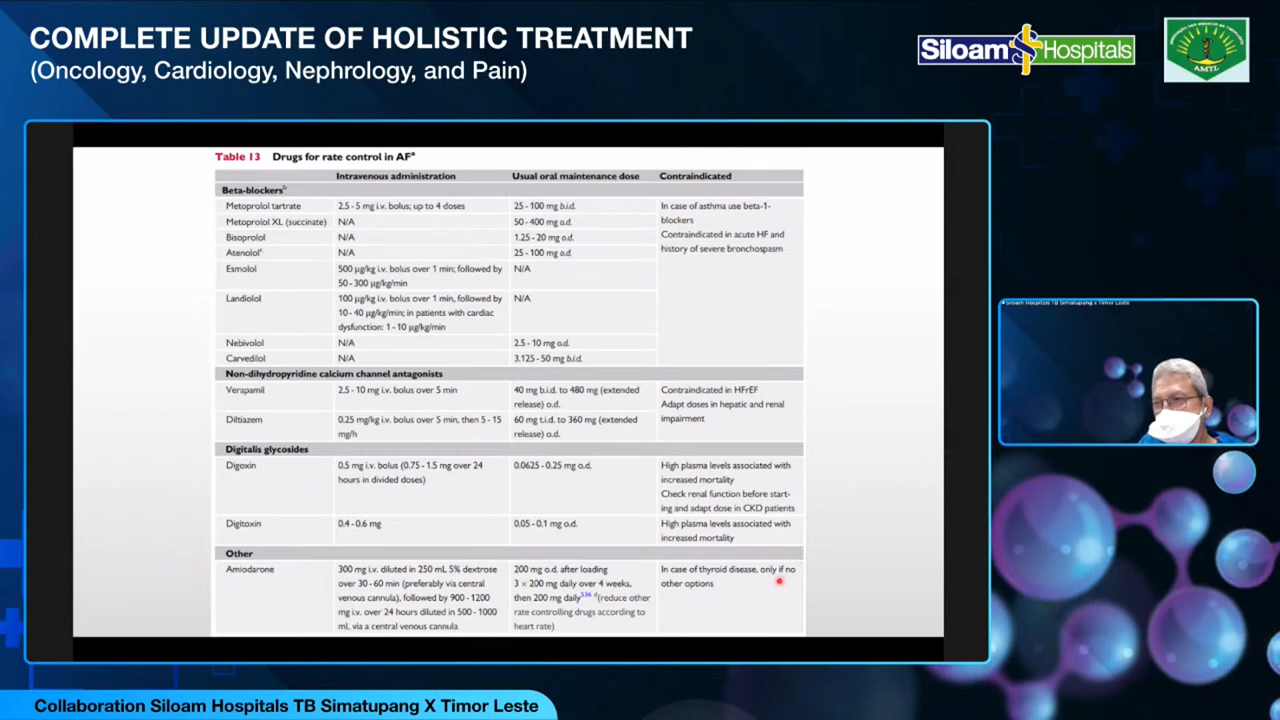 COMPLETE UPDATE OF HOLISTIC TREATMENT
(Oncology, Cardiology, Nephrology, and Pain)
Siloam Hospitals
AMTL
Table 13 Drugs for rate control in AFa
Intravenous administration Usual oral maintenance dose Contraindicated
Beta-blockersb
Metoprolol tartrate 2.5 - 5 mg i.v. bolus; up to 4 doses 25 - 100 mg b.i.d. In case of asthma use beta-1-
blockers
Contraindicated in acute HF and
history of severe bronchospasm
Metoprolol XL (succinate) N/A 50 - 400 mg o.d.
Bisoprolol N/A 1.25 - 20 mg o.d.
Atenololc N/A 25 - 100 mg o.d.
Esmolol 500 µg/kg i.v. bolus over 1 min; followed by N/A
50 - 300 µg/kg/min
Landiolol 100 µg/kg i.v. bolus over 1 min, followed by N/A
10 - 40 µg/kg/min; in patients with cardiac
dysfunction: 1 - 10 µg/kg/min
Nebivolol N/A 2.5 - 10 mg o.d.
Carvedilol N/A 3.125 - 50 mg b.i.d.
Non-dihydropyridine calcium channel antagonists
Verapamil 2.5 - 10 mg i.v. bolus over 5 min 40 mg b.i.d. to 480 mg (extended Contraindicated in HFrEF
release) o.d. Adapt doses in hepatic and renal
impairment
Diltiazem 0.25 mg/kg i.v. bolus over 5 min, then 5 - 15 60 mg t.i.d. to 360 mg (extended
mg/h release) o.d.
Digitalis glycosides
Digoxin 0.5 mg i.v. bolus (0.75 - 1.5 mg over 24 0.0625 - 0.25 mg o.d. High plasma levels associated with
hours in divided doses) increased mortality
Check renal function before start-
ing and adapt dose in CKD patients
Digitoxin 0.4 - 0.6 mg 0.05 - 0.1 mg o.d. High plasma levels associated with
increased mortality
Other
Amiodarone 300 mg i.v. diluted in 250 mL 5% dextrose 200 mg o.d. after loading In case of thyroid disease, only if no
over 30 - 60 min (preferably via central 3 × 200 mg daily over 4 weeks, other options
venous cannula), followed by 900 - 1200 then 200 mg daily536 d (reduce other
mg i.v. over 24 hours diluted in 500 - 1000 rate controlling drugs according to
mL via a central venous cannula heart rate)
Siloam Hospitals TB Simatupang X Timor Leste
Collaboration Siloam Hospitals TB Simatupang X Timor Leste